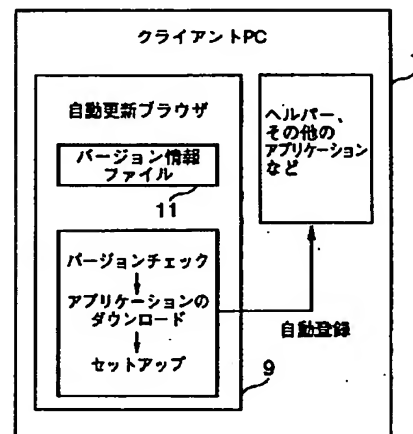 クライアントPC
自動更新ブラウザ
バージョン情報
ファイル
11
バージョンチェック
アプリケーションの
ダウンロード
セットアップ
9
ヘルパー、
その他の
アプリケーション
など
自動登録